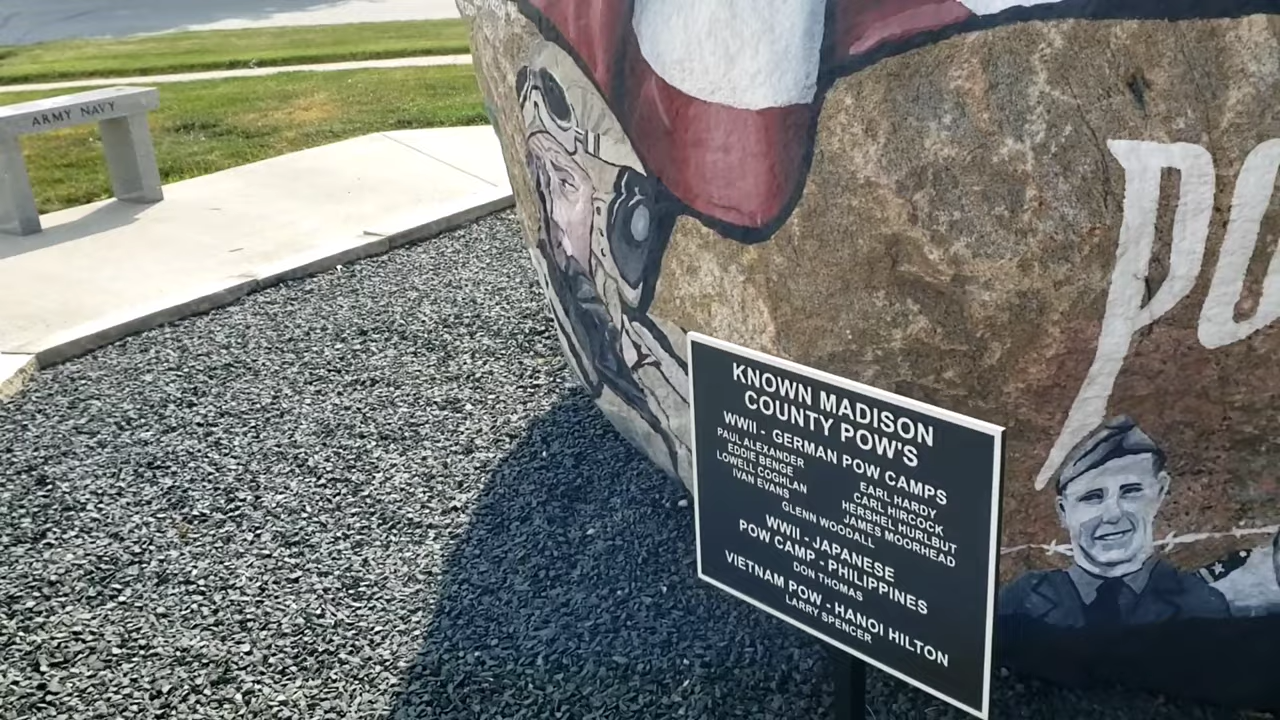 ARMY NAVY
PO
KNOWN MADISON
COUNTY POW'S
WWII - GERMAN POW CAMPS
PAUL ALEXANDER
EDDIE BENGE
LOWELL COGHLAN
IVAN EVANS
EARL HARDY
CARL HIRCOCK
HERSHEL HURLBUT
JAMES MOORHEAD
GLENN WOODALL
WWII - JAPANESE
POW CAMP - PHILIPPINES
DON THOMAS
VIETNAM POW - HANOI HILTON
LARRY SPENCER